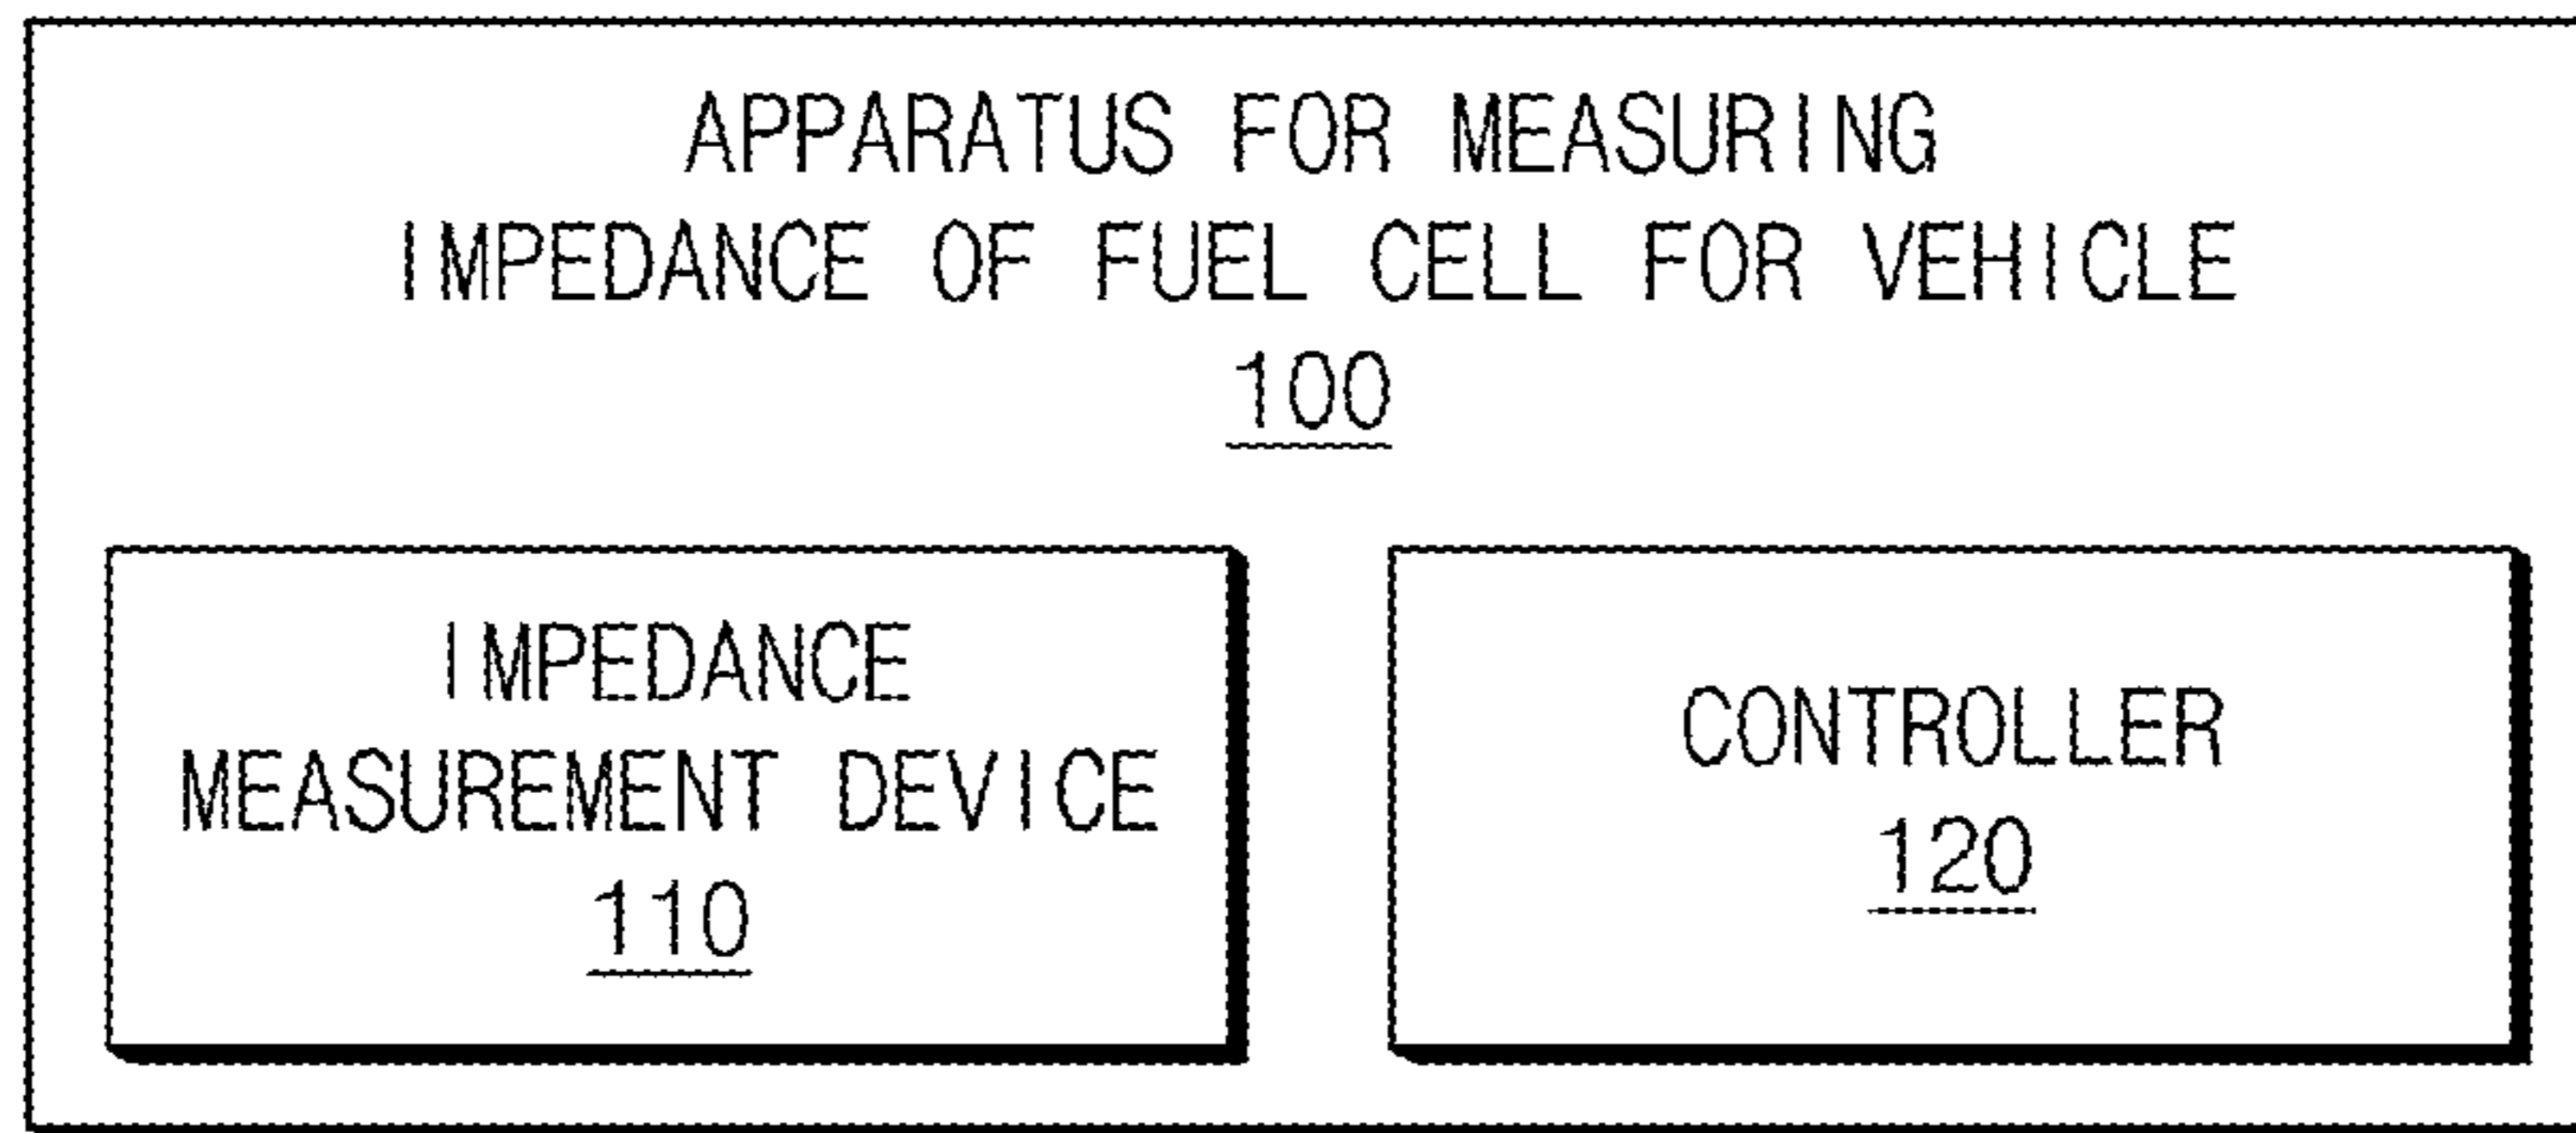 APPARATUS FOR MEASURING
IMPEDANCE OF FUEL CELL FOR VEHICLE
100
IMPEDANCE
MEASUREMENT DEVICE
110
CONTROLLER
120